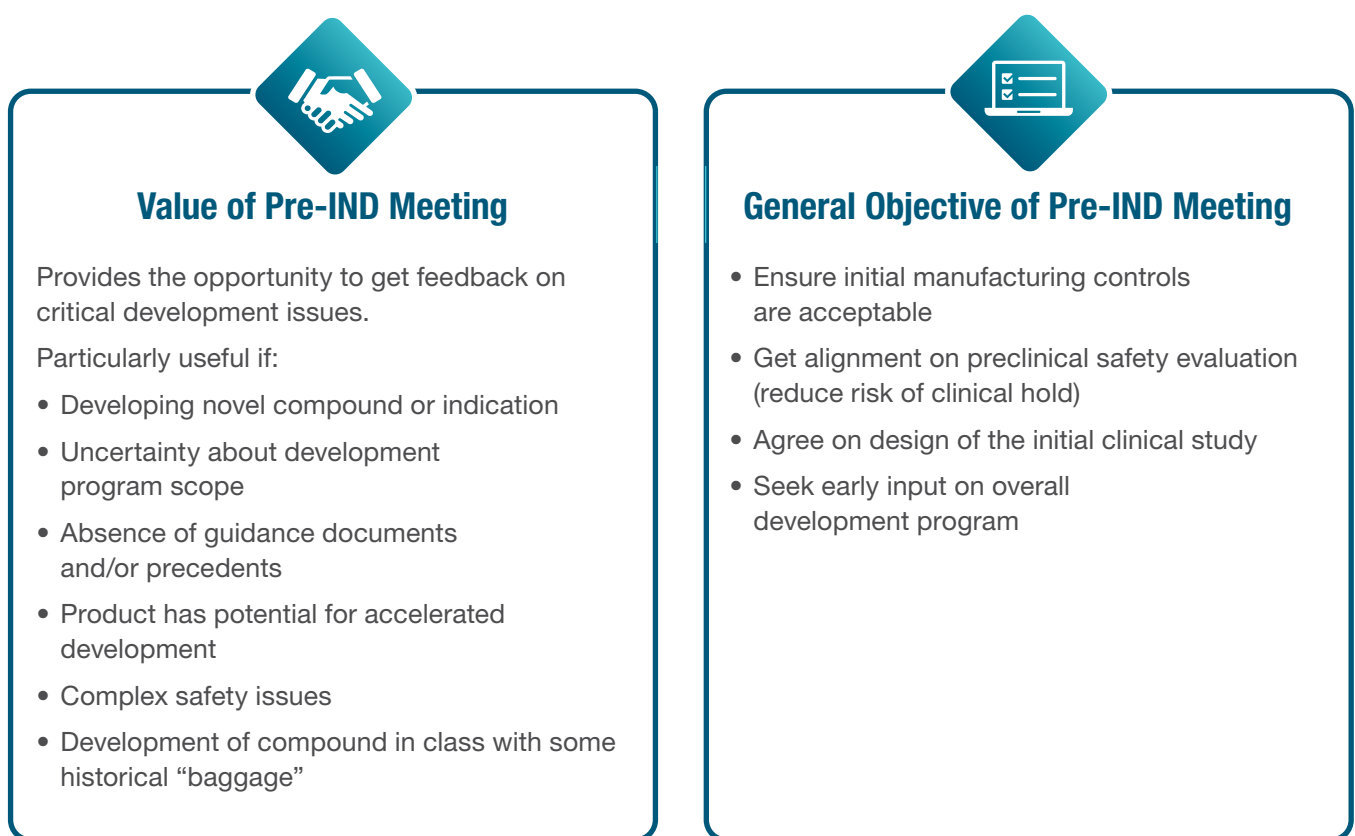 Value of Pre-IND Meeting
Provides the opportunity to get feedback on
critical development issues.
Particularly useful if:
• Developing novel compound or indication
• Uncertainty about development
program scope
• Absence of guidance documents
and/or precedents
• Product has potential for accelerated
development
• Complex safety issues
• Development of compound in class with some
historical “baggage”
General Objective of Pre-IND Meeting
• Ensure initial manufacturing controls
are acceptable
• Get alignment on preclinical safety evaluation
(reduce risk of clinical hold)
• Agree on design of the initial clinical study
• Seek early input on overall
development program